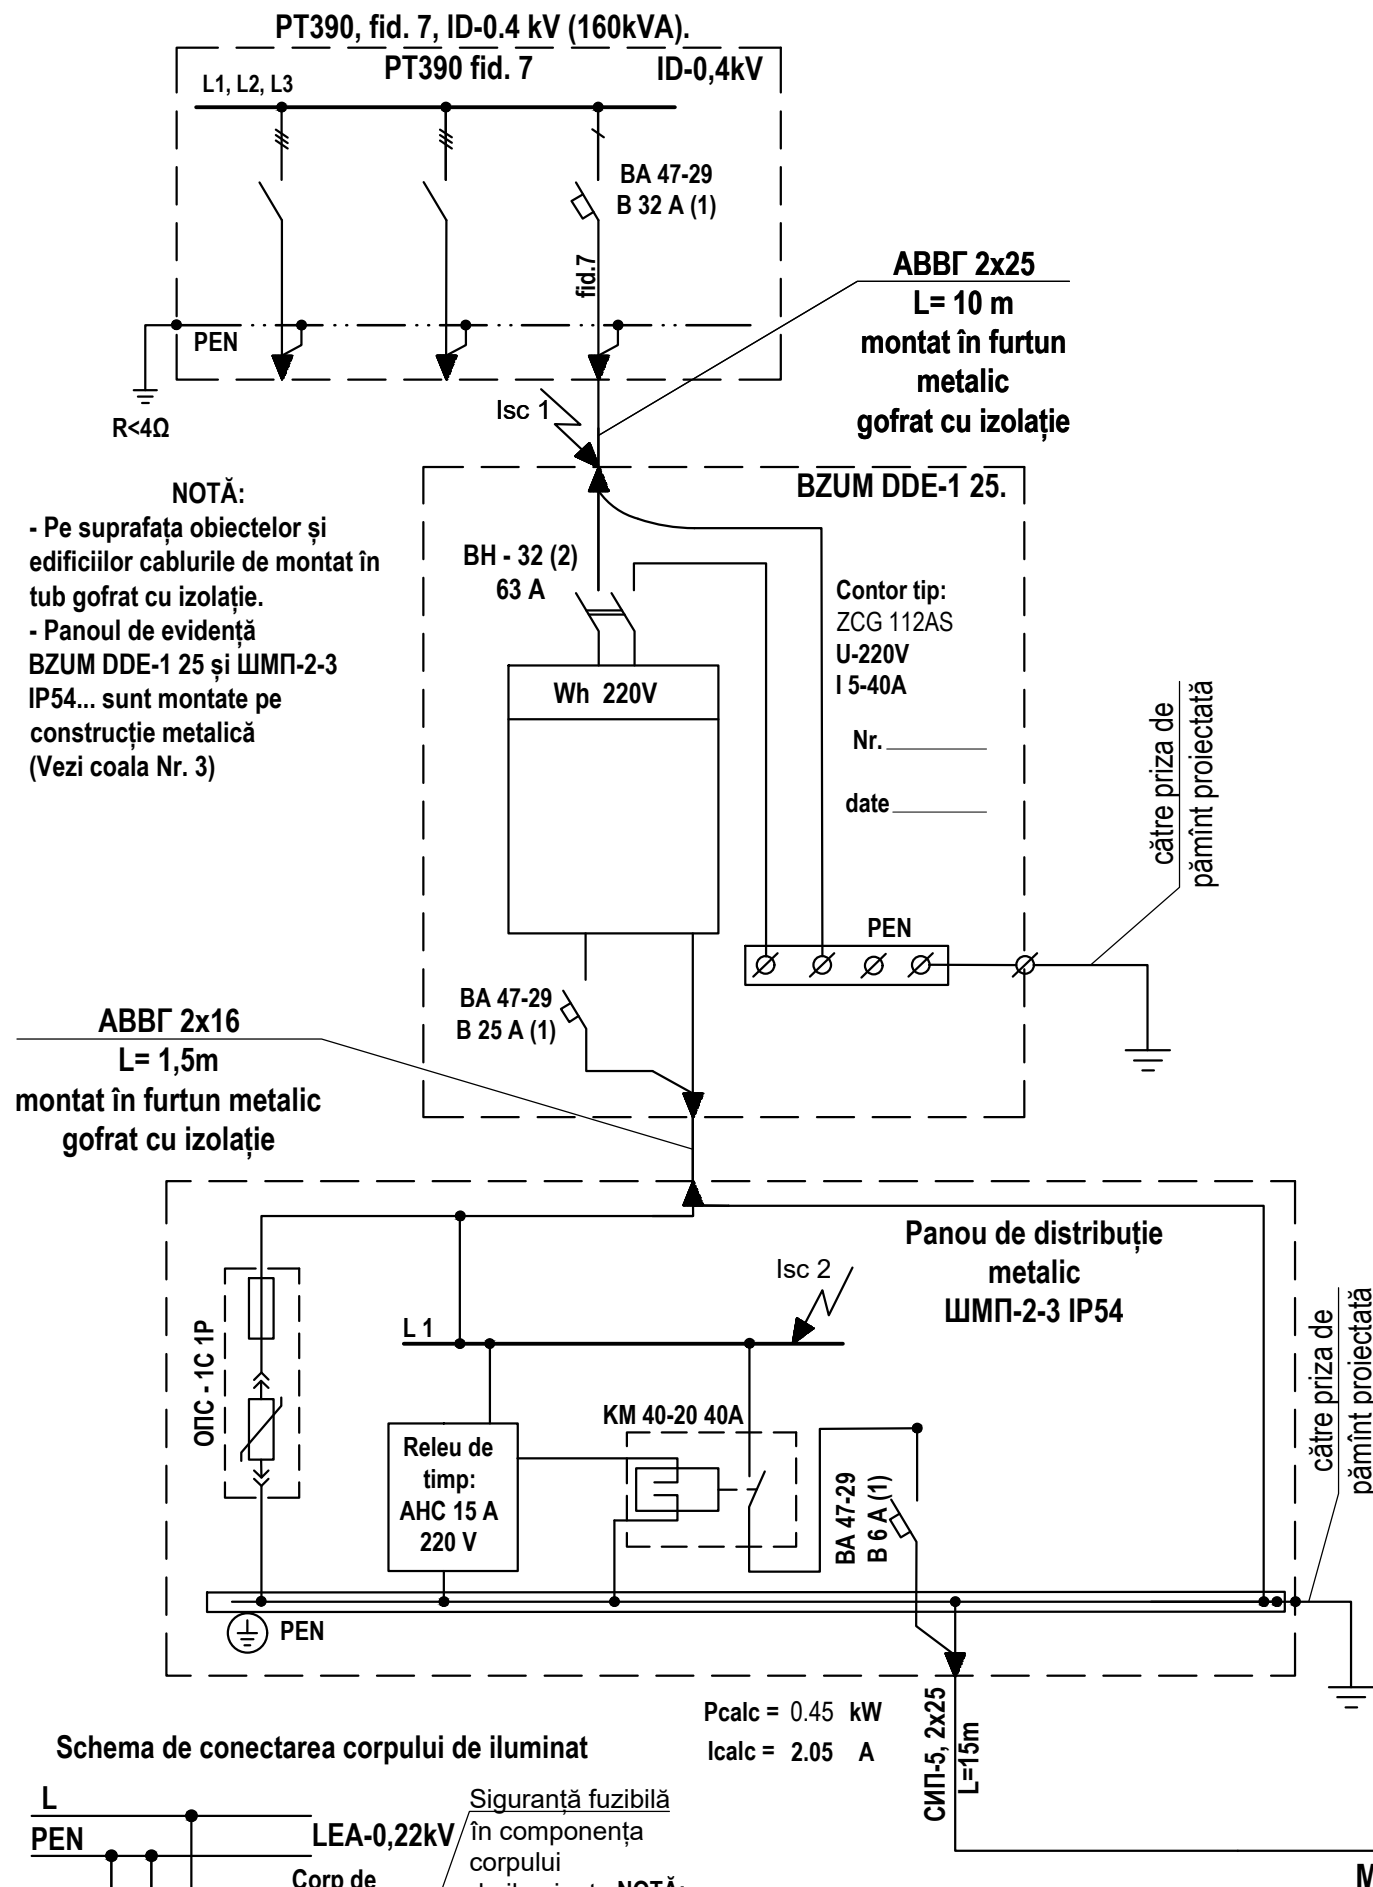 PT390, fid. 7, ID-0.4 kV (160kVA).
PT390 fid. 7
ID-0,4kV
L1, L2, L3
BA 47-29
B 32 A (1)
fid.7
PEN
R<4Ω
АВВГ 2x25
L= 10 m
montat în furtun
metalic
gofrat cu izolație
Isc 1
NOTĂ:
- Pe suprafața obiectelor și
edificiilor cablurile de montat în
tub gofrat cu izolație.
- Panoul de evidență
BZUM DDE-1 25 și ШМП-2-3
IP54... sunt montate pe
construcție metalică
(Vezi coala Nr. 3)
BZUM DDE-1 25.
BH - 32 (2)
63 A
Contor tip:
ZCG 112AS
U-220V
I 5-40A
Nr.
date
Wh 220V
PEN
către priza de
pămînt proiectată
BA 47-29
B 25 A (1)
АВВГ 2x16
L= 1,5m
montat în furtun metalic
gofrat cu izolație
Panou de distribuție
metalic
ШМП-2-3 IP54
Isc 2
L 1
ОПС - 1С 1Р
Releu de
timp:
AHC 15 A
220 V
KM 40-20 40A
BA 47-29
B 6 A (1)
către priza de
pămînt proiectată
PEN
Pcalc = 0.45 kW
Icalc = 2.05 A
СИП-5, 2x25
L=15m
Schema de conectarea corpului de iluminat
L
PEN
LEA-0,22kV
Siguranță fuzibilă
în componența
corpului
Corp de
NOTĂ:
M